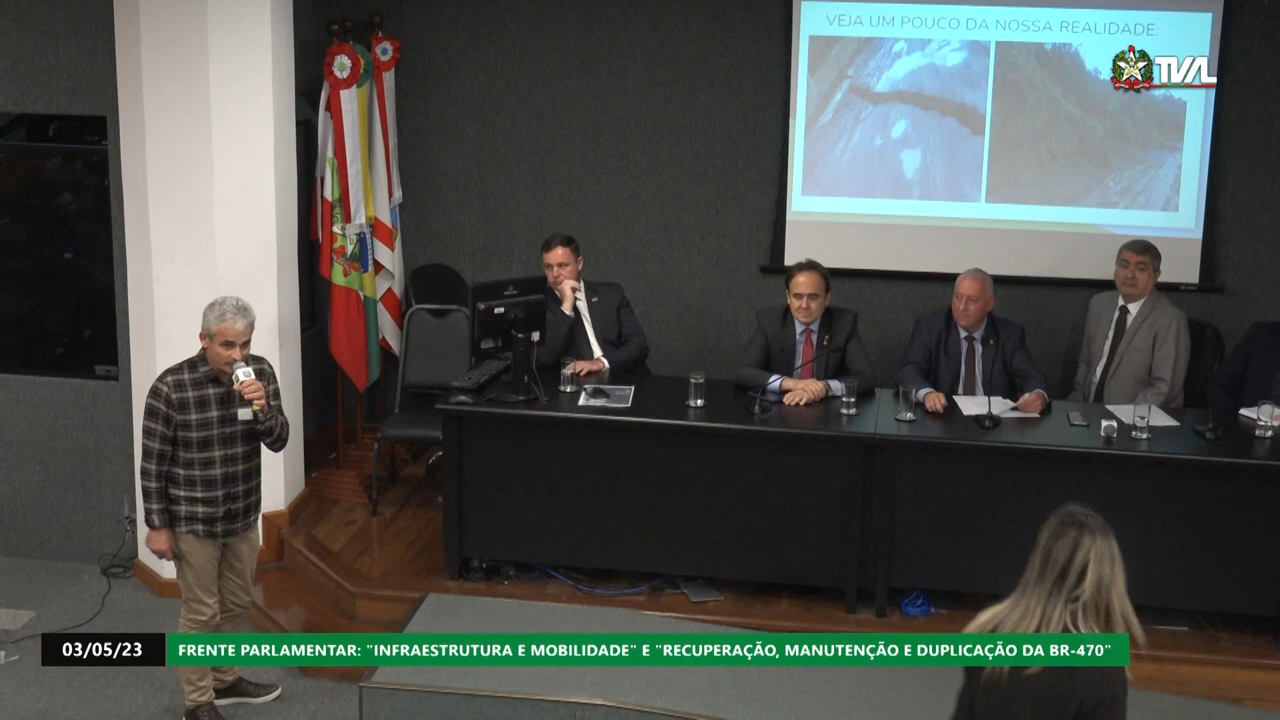 VEJA UM POUCO DA NOSSA REALIDADE:
TVAL
03/05/23
FRENTE PARLAMENTAR: "INFRAESTRUTURA E MOBILIDADE" E "RECUPERAÇÃO, MANUTENÇÃO E DUPLICAÇÃO DA BR-470"